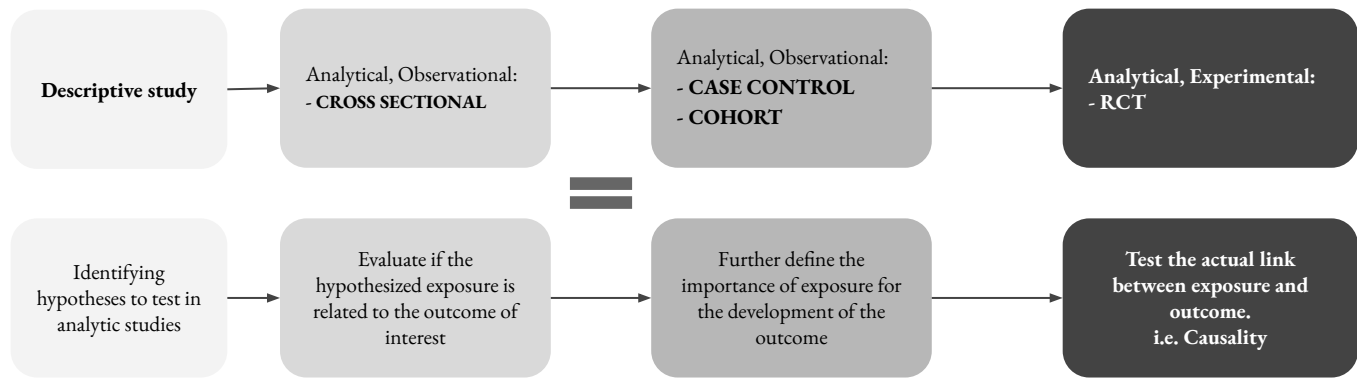 Descriptive study
Analytical, Observational:
- CROSS SECTIONAL
Analytical, Observational:
- CASE CONTROL
- COHORT
Analytical, Experimental:
- RCT
Identifying
hypotheses to test in
analytic studies
Evaluate if the
hypothesized exposure is
related to the outcome of
interest
Further define the
importance of exposure for
the development of the
outcome
Test the actual link
between exposure and
outcome.
i.e. Causality